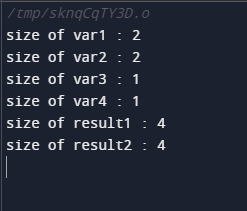 /tmp/sknqCqTY3D.o
size of var1 : 2
size of var2 : 2
size of var3 : 1
size of var4 : 1
size of result1 : 4
size of result2 : 4